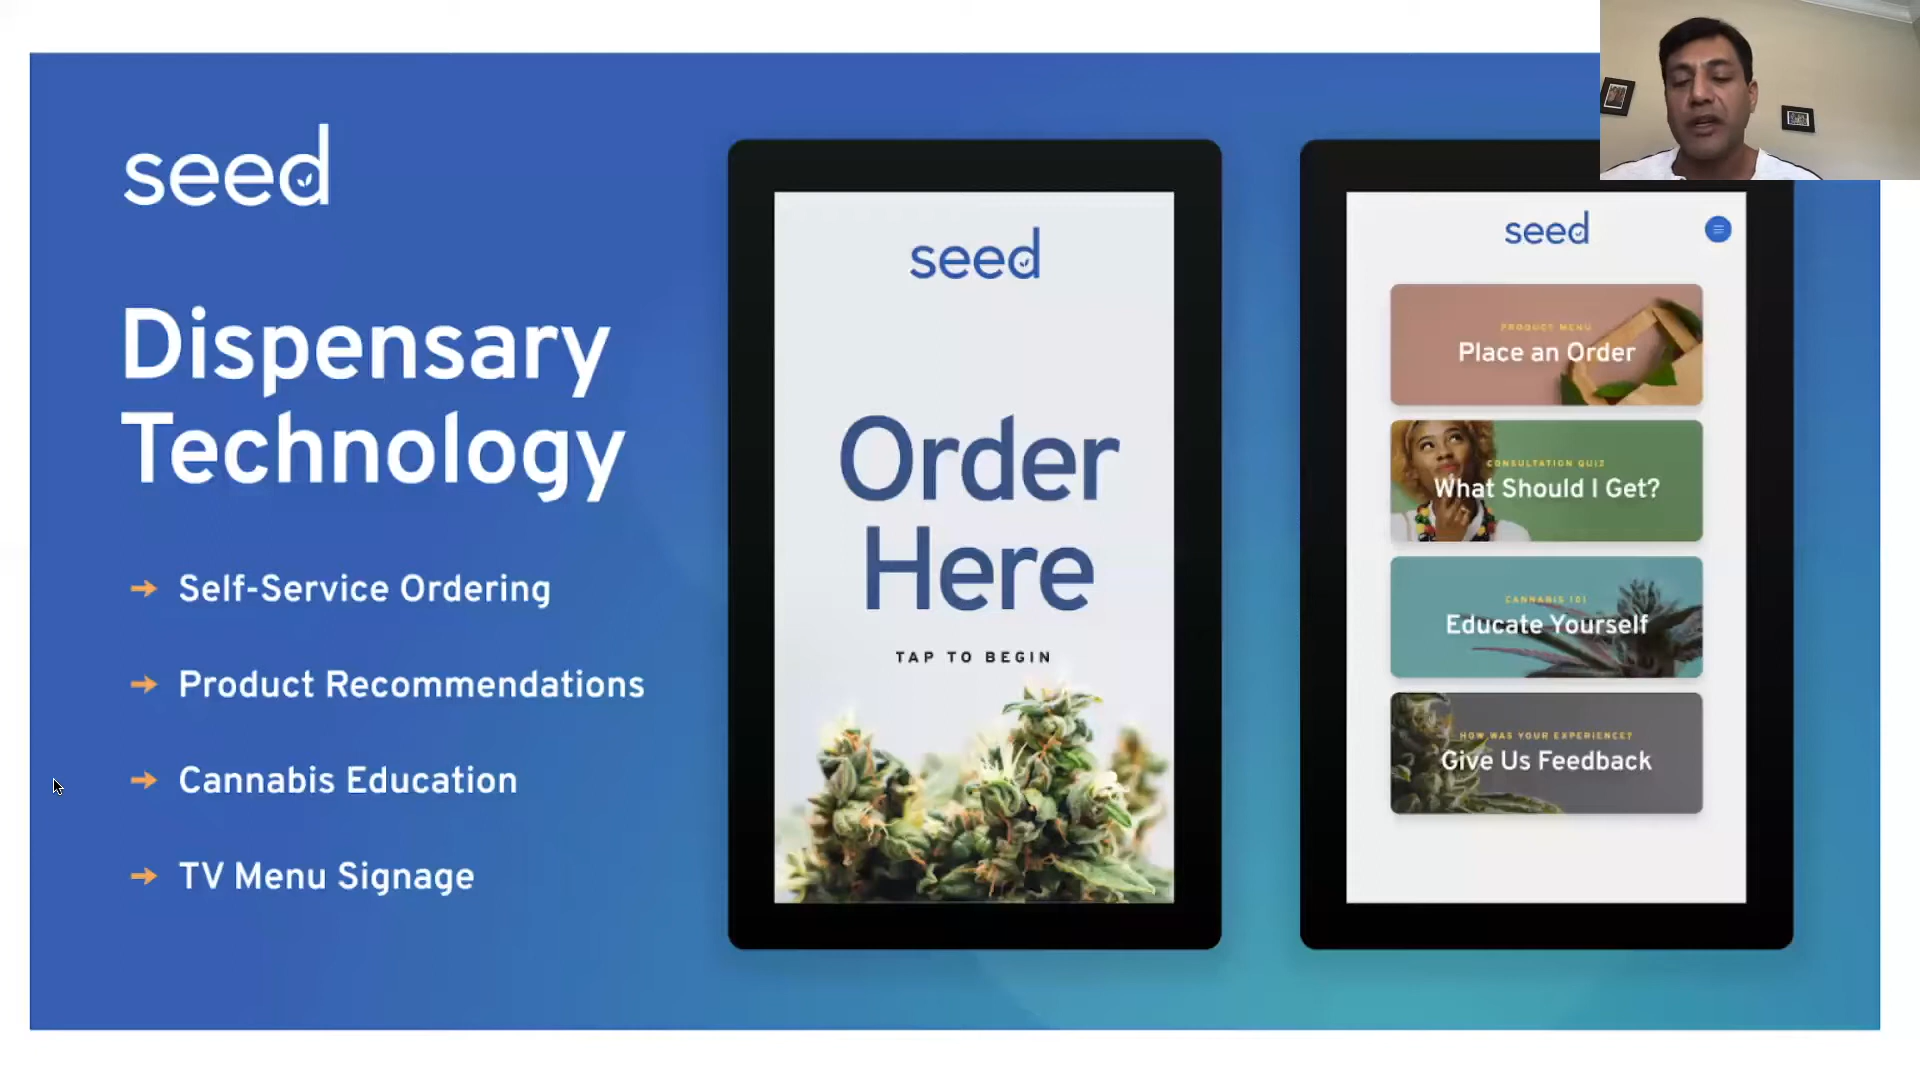 seed
Dispensary
Technology
Self-Service Ordering
Product Recommendations
Cannabis Education
TV Menu Signage
seed
Order
Here
TAP TO BEGIN
seed
PRODUCT MENU
Place an Order
CONSULTATION QUIZ
What Should I Get?
CANNABIS 101
Educate Yourself
HOW WAS YOUR EXPERIENCE?
Give Us Feedback